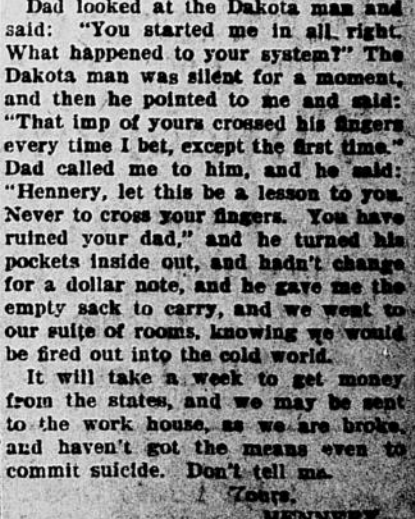 Dad looked at the Dakota man and
said: "You started me in all right.
What happened to your system?" The
Dakota man was silent for a moment,
and then he pointed to me and said:
"That imp of yours crossed his fingers
every time I bet, except the first time."
Dad called me to him, and he said:
"Hennery, let this be a lesson to you.
Never to cross your fingers. You have
ruined your dad," and he turned his
pockets inside out, and hadn't change
for a dollar note, and he gave me the
empty sack to carry, and we went to
our suite of rooms, knowing we would
be fired out into the cold world.
It will take a week to get money
from the states, and we may be sent
to the work house, as we are broke,
and haven't got the means even to
commit suicide. Don't tell ma.
Yours,
HENNERY.